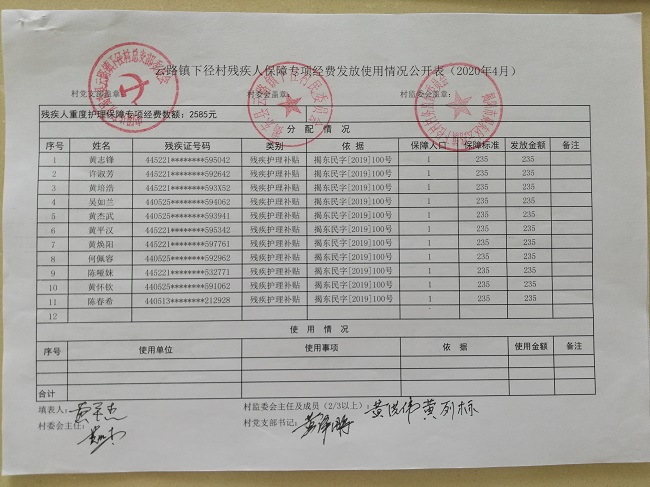 云路镇下径村残疾人保障专项经费发放使用情况公开表（2020年4月）
村党支部盖章： 村委会盖章： 村监委会盖章：
残疾人重度护理保障专项经费数额：2585元
分 配 情 况
序号 姓名 残疾证号码 类别 依 据 保障人口 保障标准 发放金额 备注
1 黄志锋 445221********595042 残疾护理补贴 揭东民字[2019]100号 1 235 235
2 许淑芳 445221********592642 残疾护理补贴 揭东民字[2019]100号 1 235 235
3 黄培浩 445221********593X52 残疾护理补贴 揭东民字[2019]100号 1 235 235
4 吴如兰 440525********594062 残疾护理补贴 揭东民字[2019]100号 1 235 235
5 黄杰武 440525********593941 残疾护理补贴 揭东民字[2019]100号 1 235 235
6 黄平汉 445221********595342 残疾护理补贴 揭东民字[2019]100号 1 235 235
7 黄焕阳 445221********597761 残疾护理补贴 揭东民字[2019]100号 1 235 235
8 何佩容 440525********592962 残疾护理补贴 揭东民字[2019]100号 1 235 235
9 陈哑妹 445221********532771 残疾护理补贴 揭东民字[2019]100号 1 235 235
10 黄怀钦 440525********591062 残疾护理补贴 揭东民字[2019]100号 1 235 235
11 陈春希 440513********212928 残疾护理补贴 揭东民字[2019]100号 1 235 235
12
使 用 情 况
序号 使用单位 使用事项 依 据 使用金额 备注
合计
填表人： 村监委会主任及成员（2/3以上）： 黄列标
村委会主任： 村党支部书记：